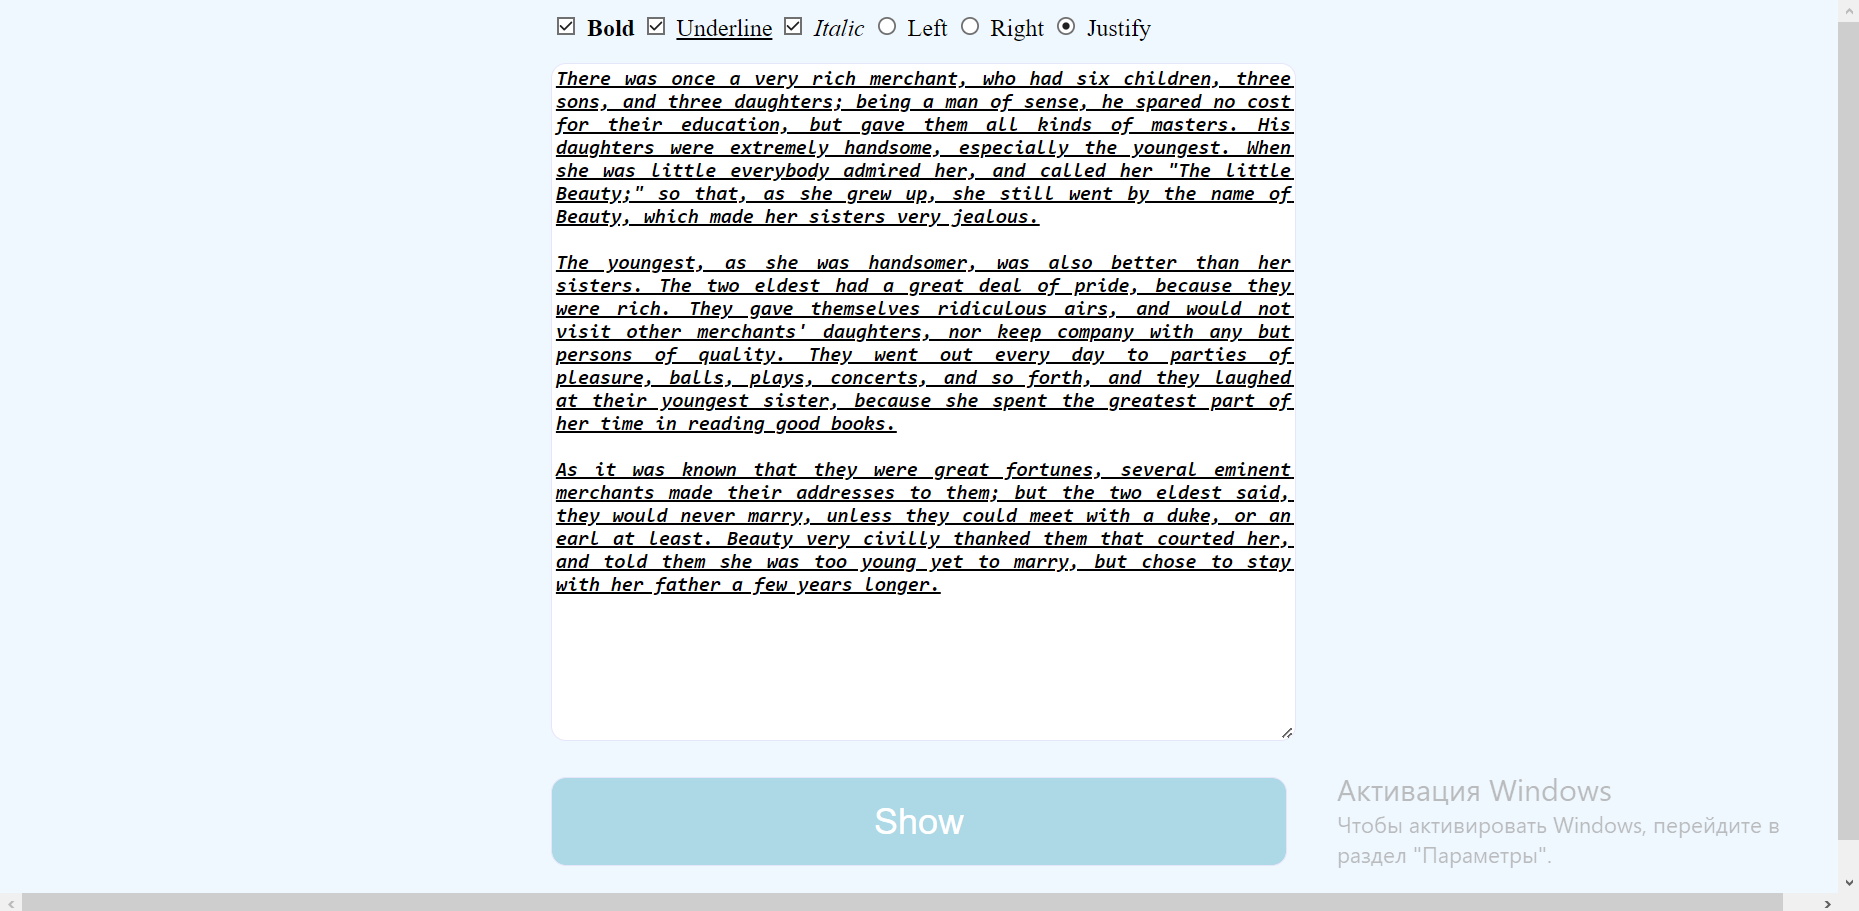 Bold Underline Italic Left Right Justify
There was once a very rich merchant, who had six children, three
sons, and three daughters; being a man of sense, he spared no cost
for their education, but gave them all kinds of masters. His
daughters were extremely handsome, especially the youngest. When
she was little everybody admired her, and called her "The little
Beauty;" so that, as she grew up, she still went by the name of
Beauty, which made her sisters very jealous.
The youngest, as she was handsomer, was also better than her
sisters. The two eldest had a great deal of pride, because they
were rich. They gave themselves ridiculous airs, and would not
visit other merchants' daughters, nor keep company with any but
persons of quality. They went out every day to parties of
pleasure, balls, plays, concerts, and so forth, and they laughed
at their youngest sister, because she spent the greatest part of
her time in reading good books.
As it was known that they were great fortunes, several eminent
merchants made their addresses to them; but the two eldest said,
they would never marry, unless they could meet with a duke, or an
earl at least. Beauty very civilly thanked them that courted her,
and told them she was too young yet to marry, but chose to stay
with her father a few years longer.
Show
Активация Windows
Чтобы активировать Windows, перейдите в
раздел "Параметры".